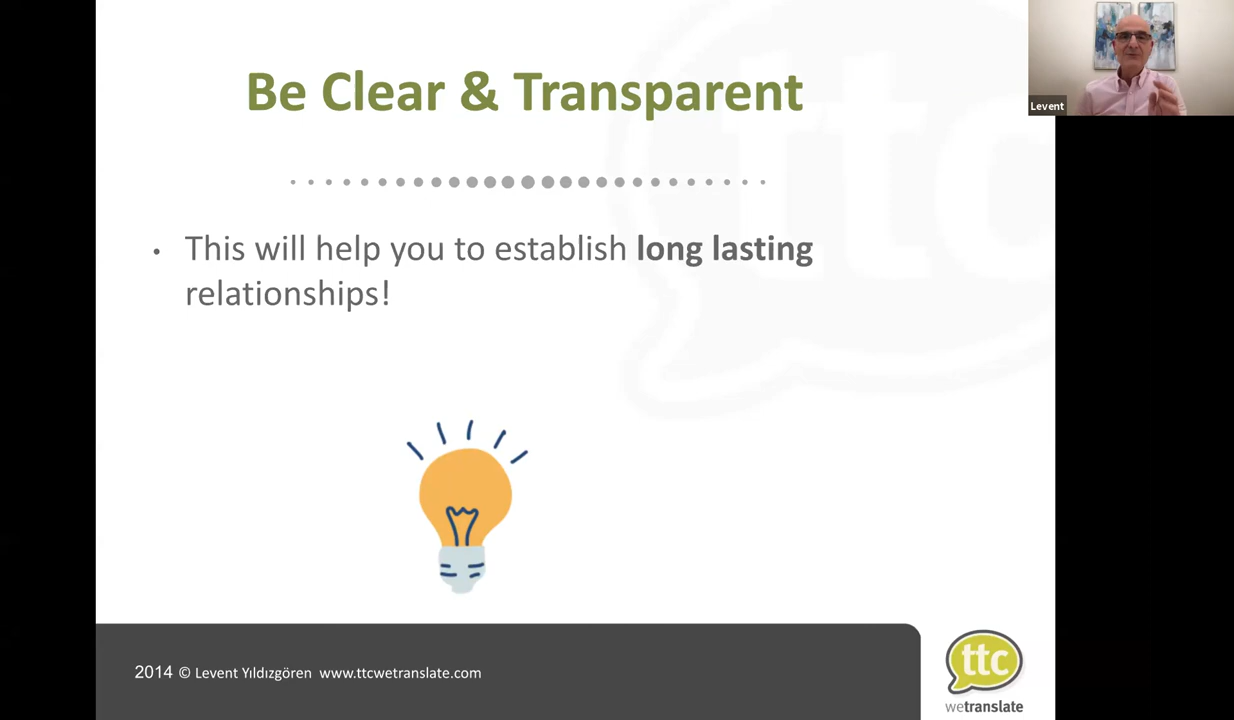 Be Clear & Transparent
Levent
• This will help you to establish long lasting
relationships!
2014 © Levent Yıldızgören www.ttcwetranslate.com
ttc
wetranslate
ttc